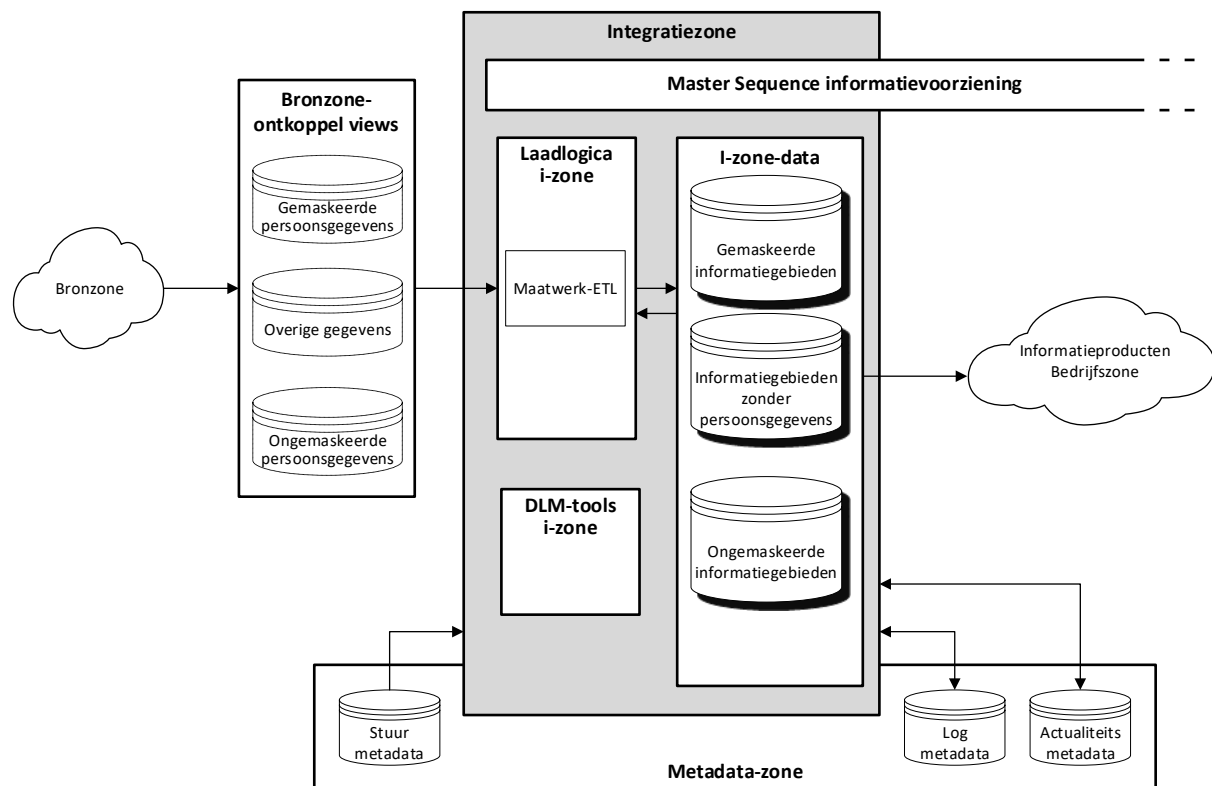 Integratiezone
Master Sequence informatievoorziening
Bronzone-
ontkoppel views
Gemaskeerde
persoonsgegevens
Overige gegevens
Ongemaskeerde
persoonsgegevens
Bronzone
Laadlogica
i-zone
Maatwerk-ETL
DLM-tools
i-zone
I-zone-data
Gemaskeerde
informatiegebieden
Informatiegebieden
zonder
persoonsgegevens
Ongemaskeerde
informatiegebieden
Informatieproducten
Bedrijfszone
Stuur
metadata
Log
metadata
Actualiteits
metadata
Metadata-zone